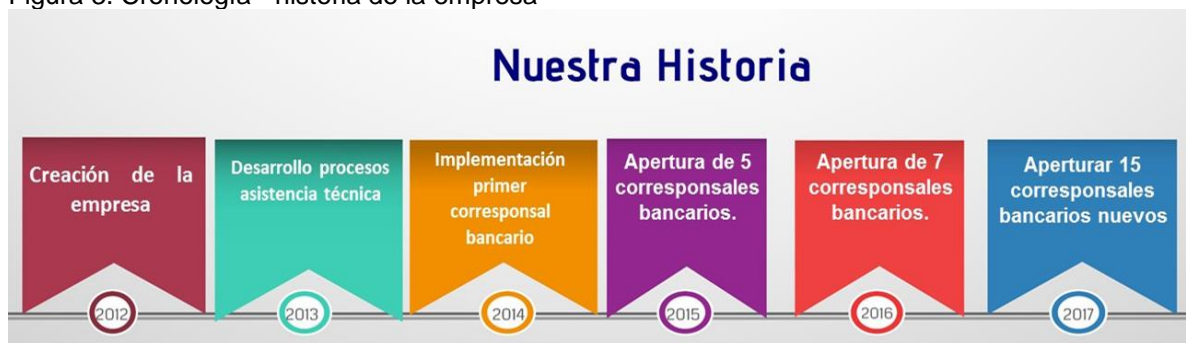 Figura 3. Cronología - historia de la empresa
Nuestra Historia
Creación de la
empresa
Desarrollo procesos
asistencia técnica
Implementación
primer
corresponsal
bancario
Apertura de 5
corresponsales
bancarios.
Apertura de 7
corresponsales
bancarios.
Aperturar 15
corresponsales
bancarios nuevos
2012
2013
2014
2015
2016
2017